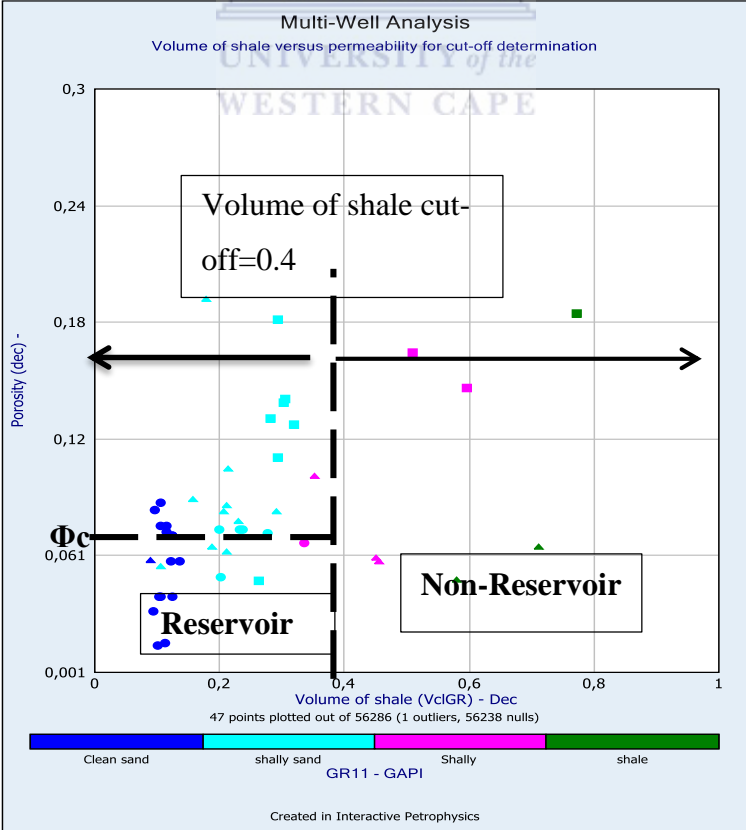 Multi-Well Analysis
Volume of shale versus permeability for cut-off determination
UNIVERSITY of the
WESTERN CAPE
0,3
0,24
0,18
0,12
0,061
0,001
Porosity (dec) -
Volume of shale cut-
off=0.4
Φc
Non-Reservoir
Reservoir
0
0,2
0,4
0,6
0,8
1
Volume of shale (VclGR) - Dec
47 points plotted out of 56286 (1 outliers, 56238 nulls)
Clean sand
shally sand
Shally
shale
GR11 - GAPI
Created in Interactive Petrophysics